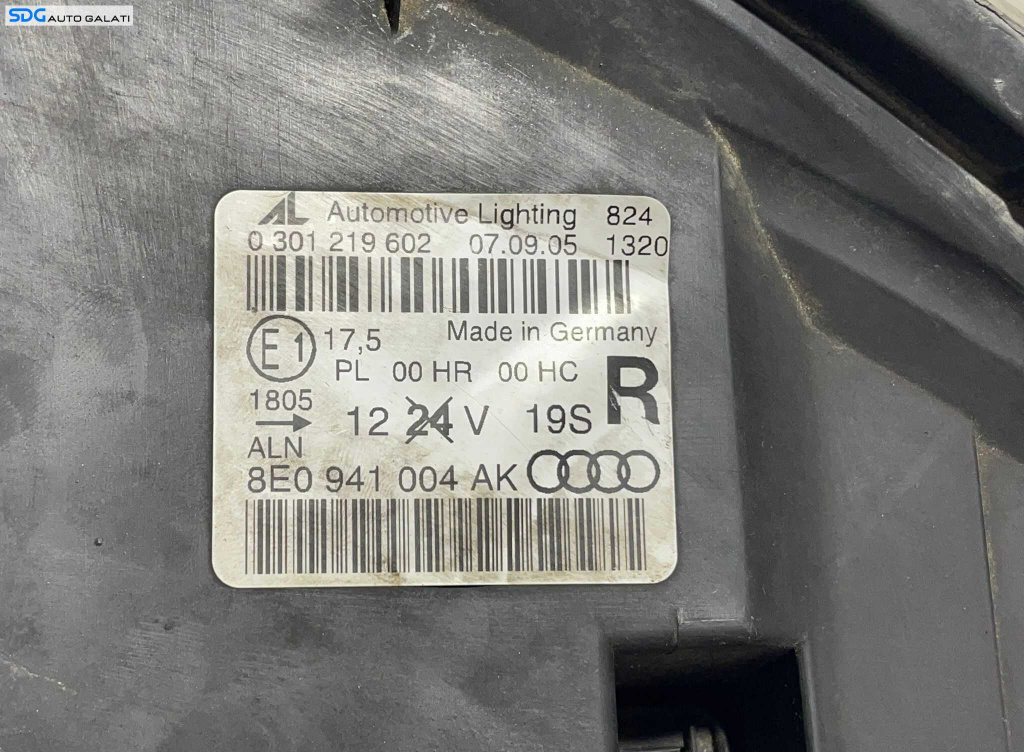 SDG AUTO GALATI
AL Automotive Lighting 824
0 301 219 602 07.09.05 1320
E1 17,5 Made in Germany
PL 00 HR 00 HC R
1805
12 24 V 19S
ALN
8E0 941 004 AK